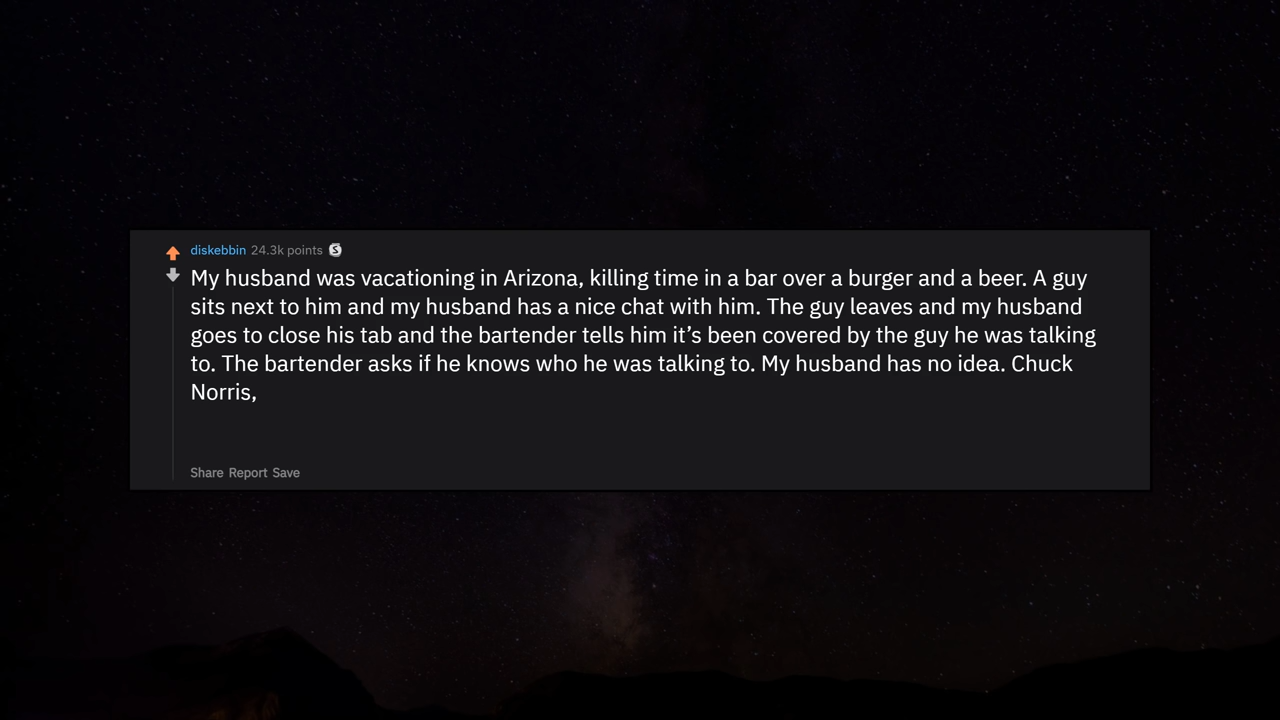 diskebbin 24.3k points S
My husband was vacationing in Arizona, killing time in a bar over a burger and a beer. A guy
sits next to him and my husband has a nice chat with him. The guy leaves and my husband
goes to close his tab and the bartender tells him it’s been covered by the guy he was talking
to. The bartender asks if he knows who he was talking to. My husband has no idea. Chuck
Norris,
Share Report Save